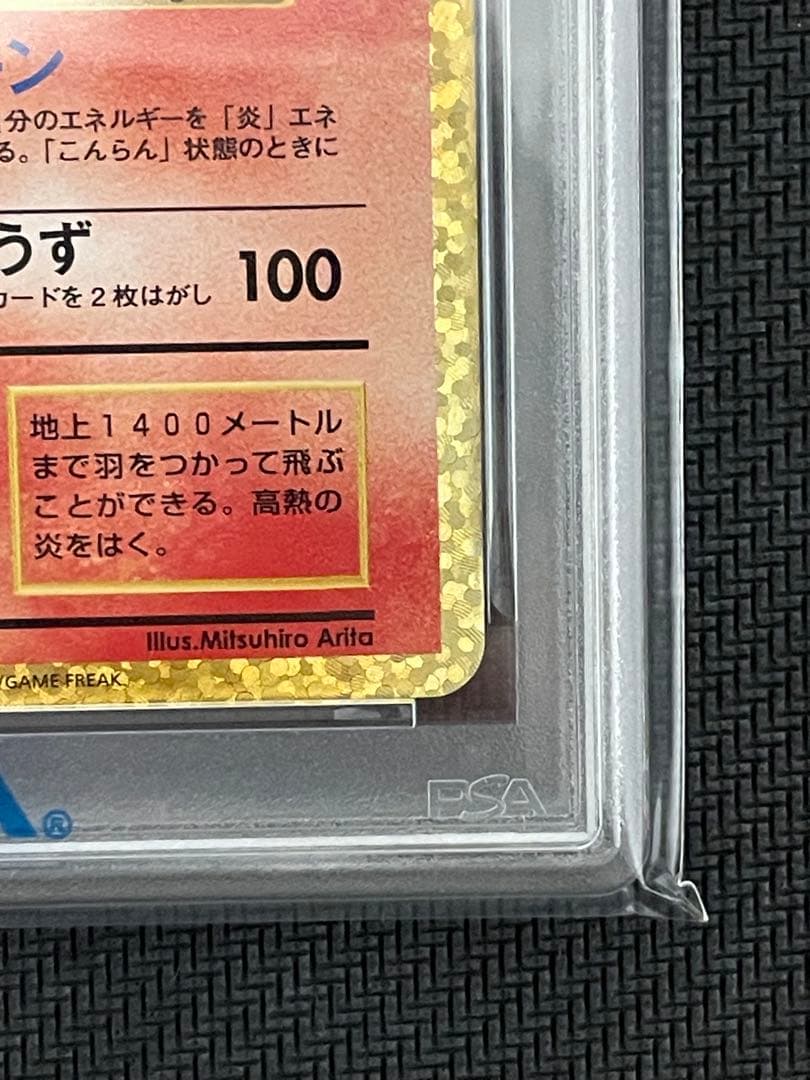 ン
分のエネルギーを「炎」エネ
る。「こんらん」状態のときに
うず
カードを2枚はがし 100
地上1400メートル
まで羽をつかって飛ぶ
ことができる。高熱の
炎をはく。
Illus.Mitsuhiro Arita
/GAME FREAK.
A®
PSA